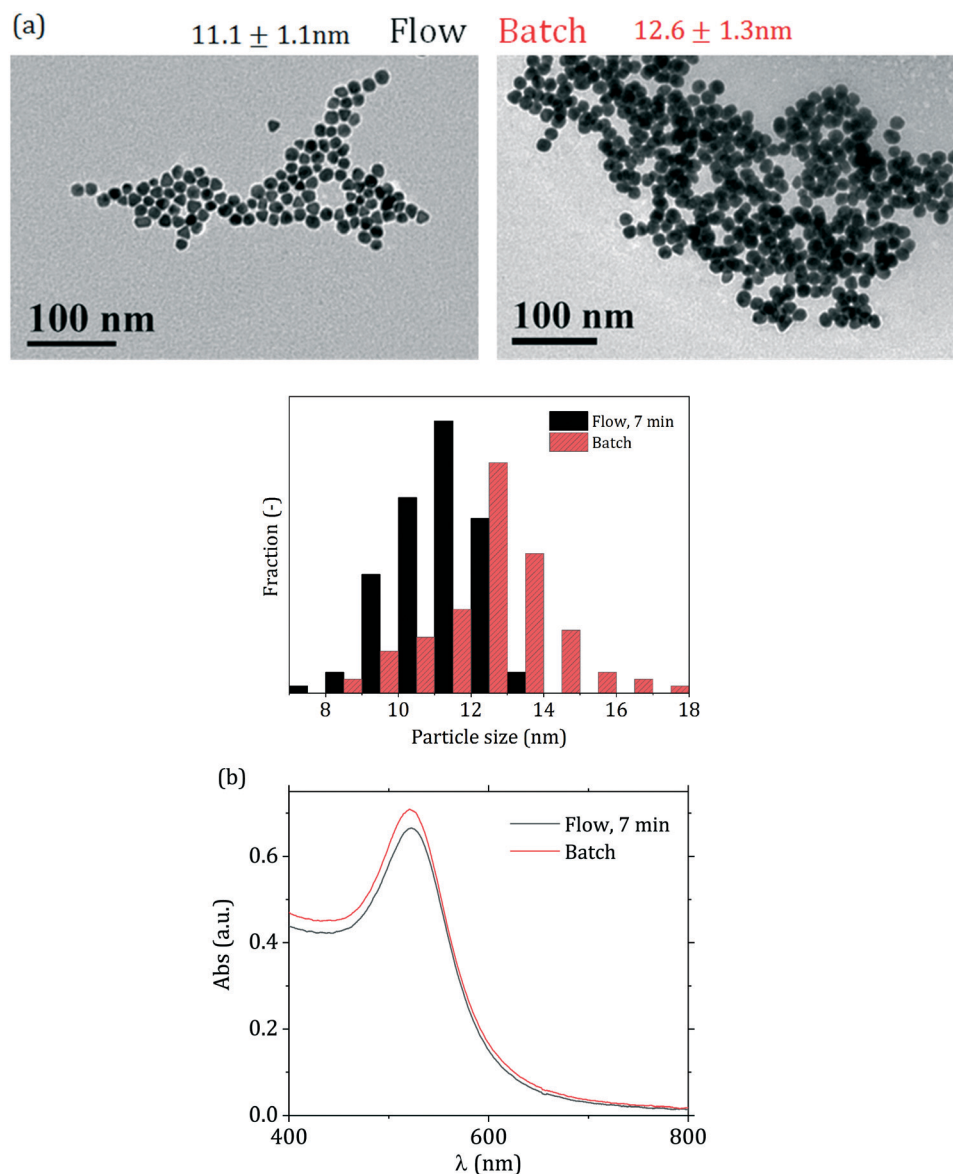 (a)
11.1 ± 1.1nm Flow Batch 12.6 ± 1.3nm
100 nm
100 nm
Flow, 7 min
Batch
Fraction (-)
8 10 12 14 16 18
Particle size (nm)
(b)
Flow, 7 min
Batch
Abs (a.u.)
0.6
0.4
0.2
0.0
400 600 800
λ (nm)